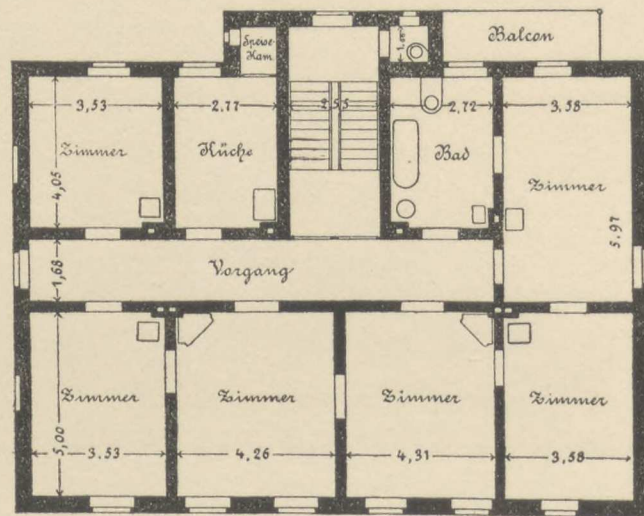 Speise-
Kam
1.00
Balcon
3,53
2.77
2.55
2,72
3.58
Zimmer
Küche
Bad
Zimmer
4,05
5.97
1,68
Vorgang
Zimmer
Zimmer
Zimmer
Zimmer
5,00
3.53
4,26
4,31
3,58